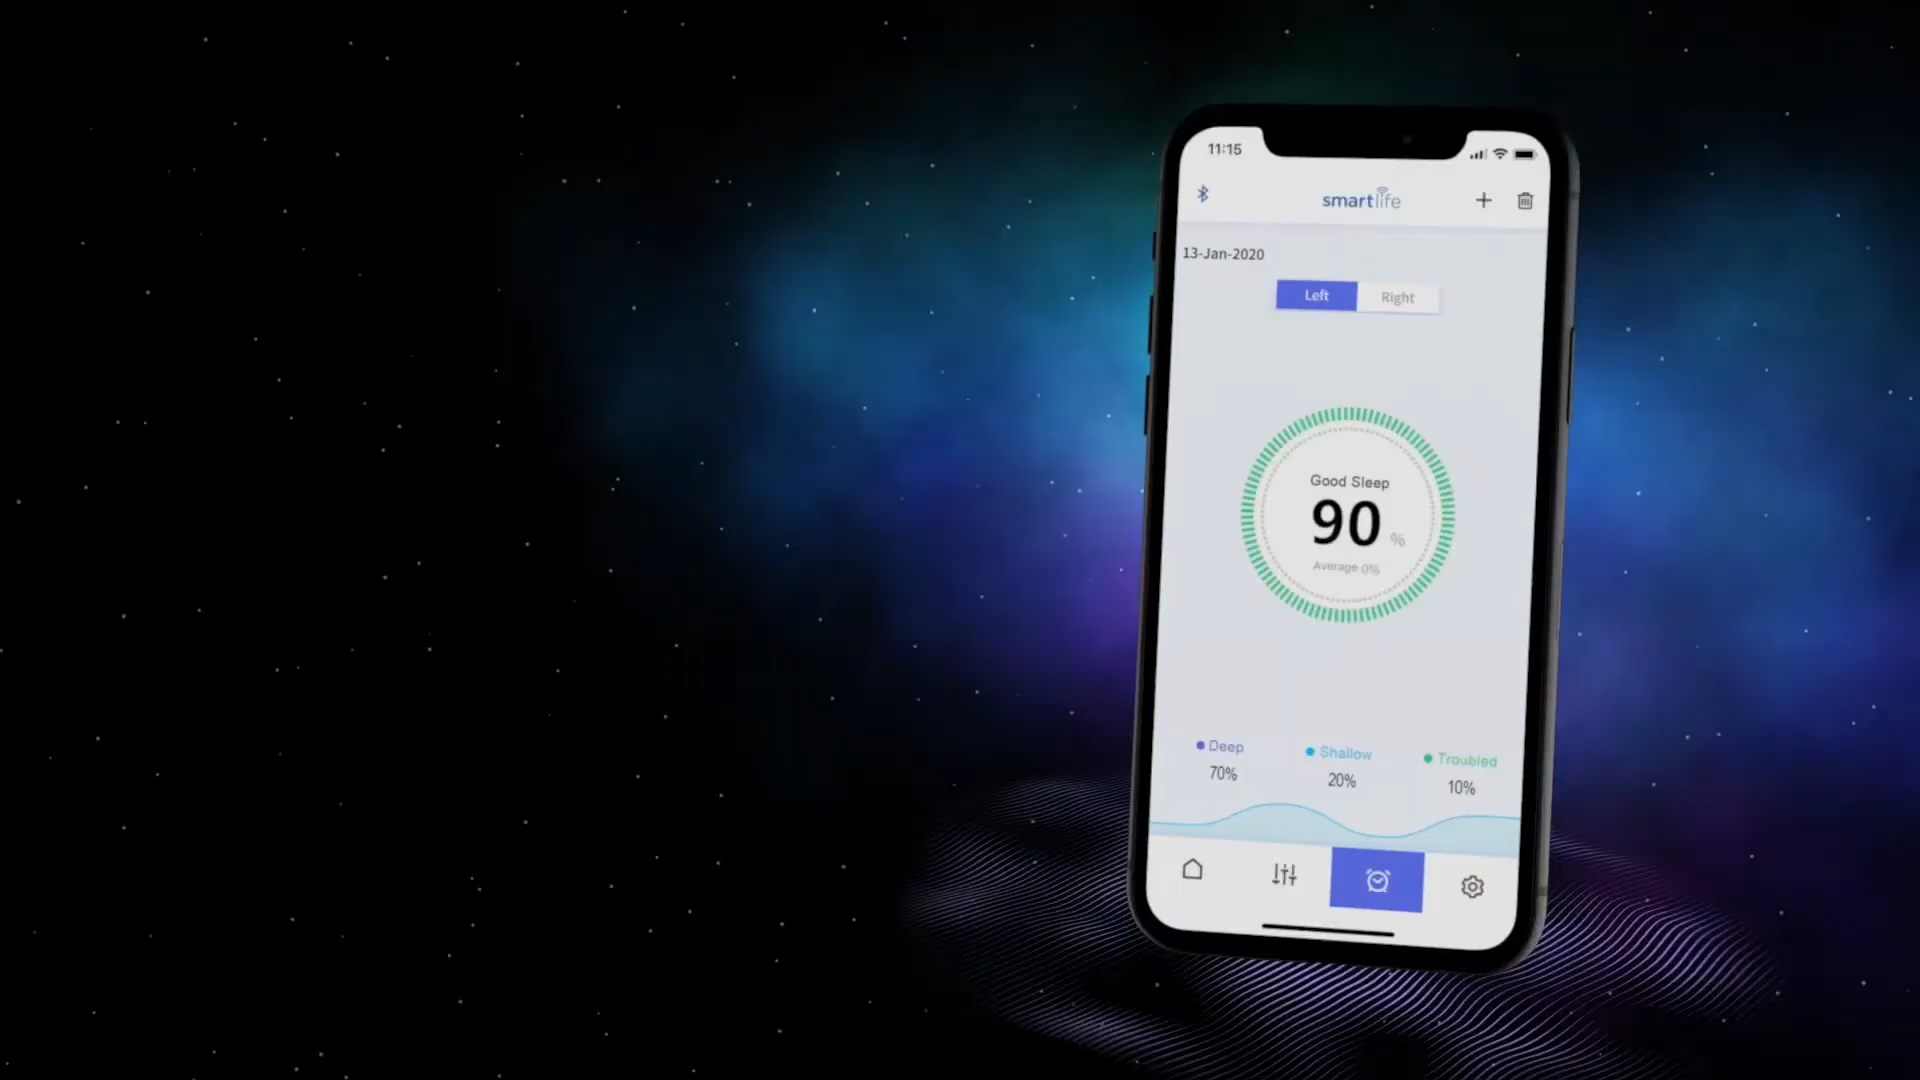 11:15
smartlife
13-Jan-2020
Left Right
Good Sleep
90 %
Average 0%
Deep Shallow Troubled
70% 20% 10%